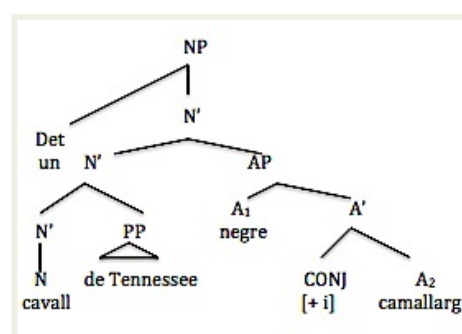 NP
N'
Det
un N' AP
N' PP A1 A'
negre
N de Tennessee CONJ A2
cavall [+ i] camallarg